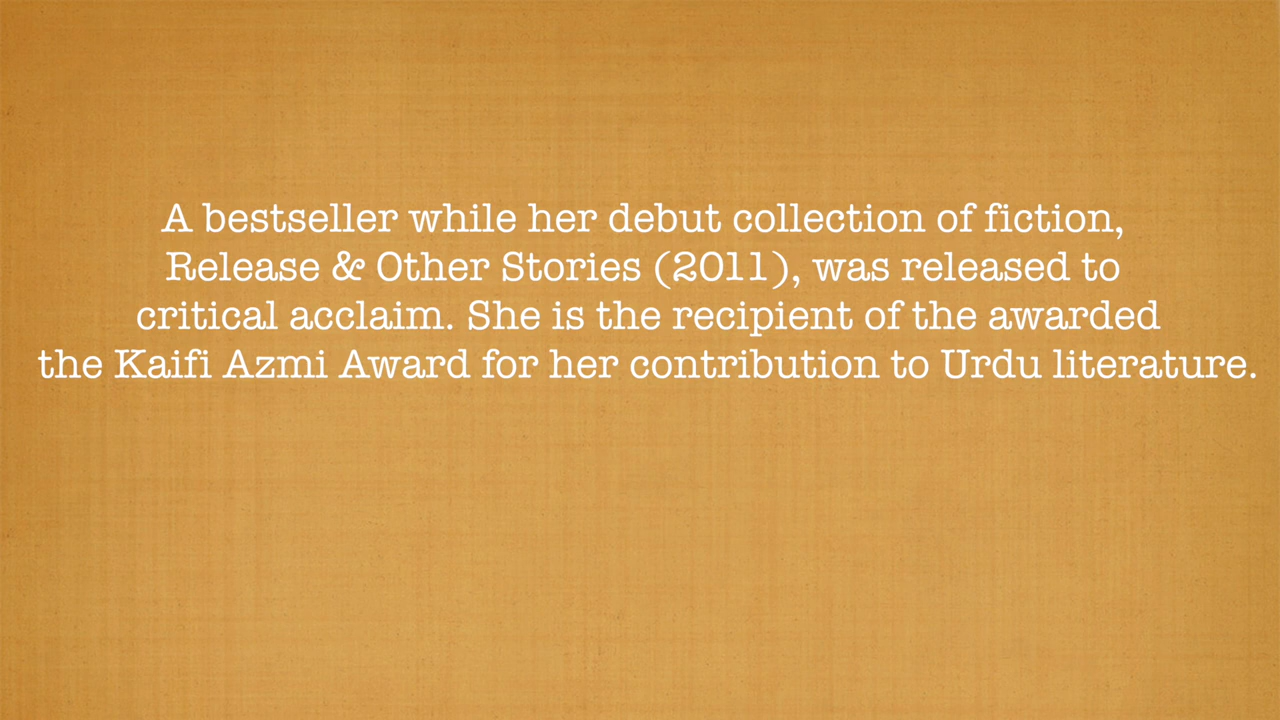 A bestseller while her debut collection of fiction,
Release & Other Stories (2011), was released to
critical acclaim. She is the recipient of the awarded
the Kaifi Azmi Award for her contribution to Urdu literature.